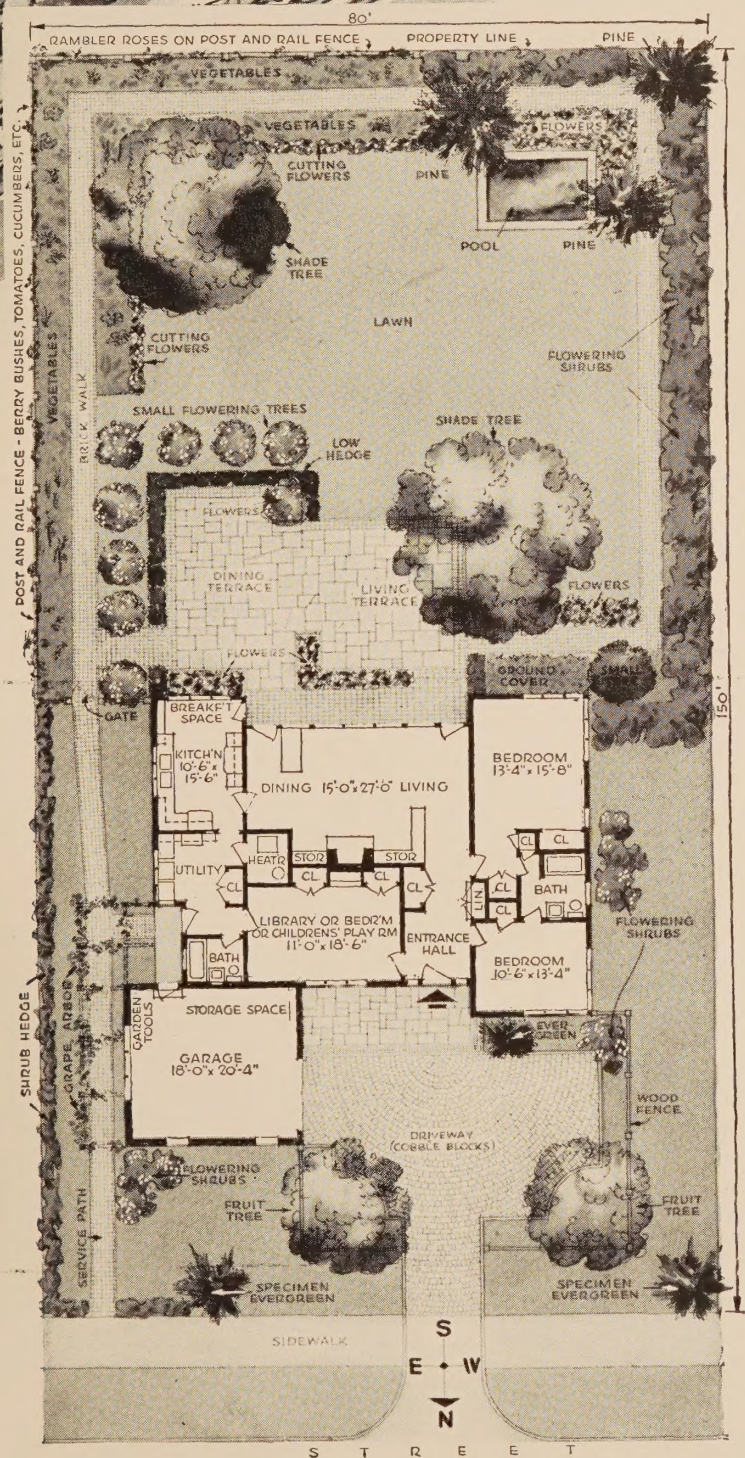 80'
RAMBLER ROSES ON POST AND RAIL FENCE
PROPERTY LINE
PINE
VEGETABLES
VEGETABLES
FLOWERS
CUTTING
FLOWERS
PINE
POOL
PINE
SHADE
TREE
POST AND RAIL FENCE - BERRY BUSHES, TOMATOES, CUCUMBERS, ETC.
LAWN
CUTTING
FLOWERS
VEGETABLES
BRICK WALK
FLOWERING
SHRUBS
SMALL FLOWERING TREES
SHADE TREE
LOW
HEDGE
FLOWERS
DINING
TERRACE
LIVING
TERRACE
FLOWERS
FLOWERS
GROUND
COVER
SMALL
TREE
GATE
150'
BREAKF'T
SPACE
KITCH'N
10'-6" x
15'-6"
DINING 15'-0" x 27'-0" LIVING
BEDROOM
13'-4" x 15'-8"
UTILITY
HEATR
STOR
STOR
CL
CL
CL
CL
CL
CL
CL
CL
LIN
BATH
LIBRARY OR BEDR'M
OR CHILDRENS' PLAY RM
11'-0" x 18'-6"
ENTRANCE
HALL
BATH
BEDROOM
10'-6" x 13'-4"
FLOWERING
SHRUBS
SHRUB HEDGE
GRAPE ARBOR
GARDEN
TOOLS
STORAGE SPACE
GARAGE
18'-0" x 20'-4"
EVER
GREEN
WOOD
FENCE
DRIVEWAY
(COBBLE BLOCKS)
FLOWERING
SHRUBS
FRUIT
TREE
FRUIT
TREE
SERVICE PATH
SPECIMEN
EVERGREEN
SPECIMEN
EVERGREEN
SIDEWALK
S
E W
N
STREET